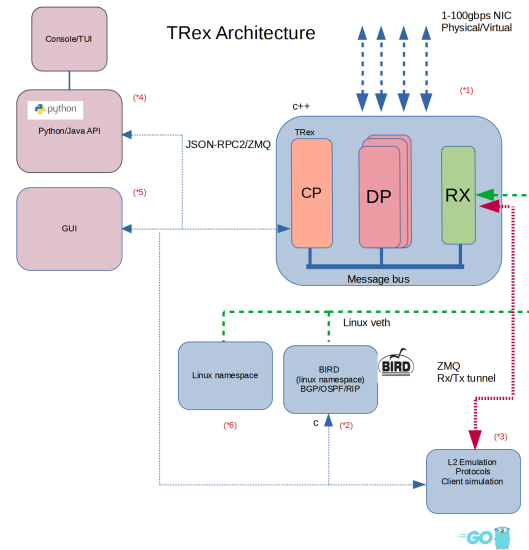 Console/TUI
TRex Architecture
1-100gbps NIC
Physical/Virtual
(*4)
(*1)
python
Python/Java API
c++
TRex
JSON-RPC2/ZMQ
CP
DP
RX
(*5)
GUI
Message bus
Linux veth
Linux namespace
BIRD
(linux namespace)
BGP/OSPF/RIP
BIRD
ZMQ
Rx/Tx tunnel
(*6)
c
(*2)
(*3)
L2 Emulation
Protocols
Client simulation
GO